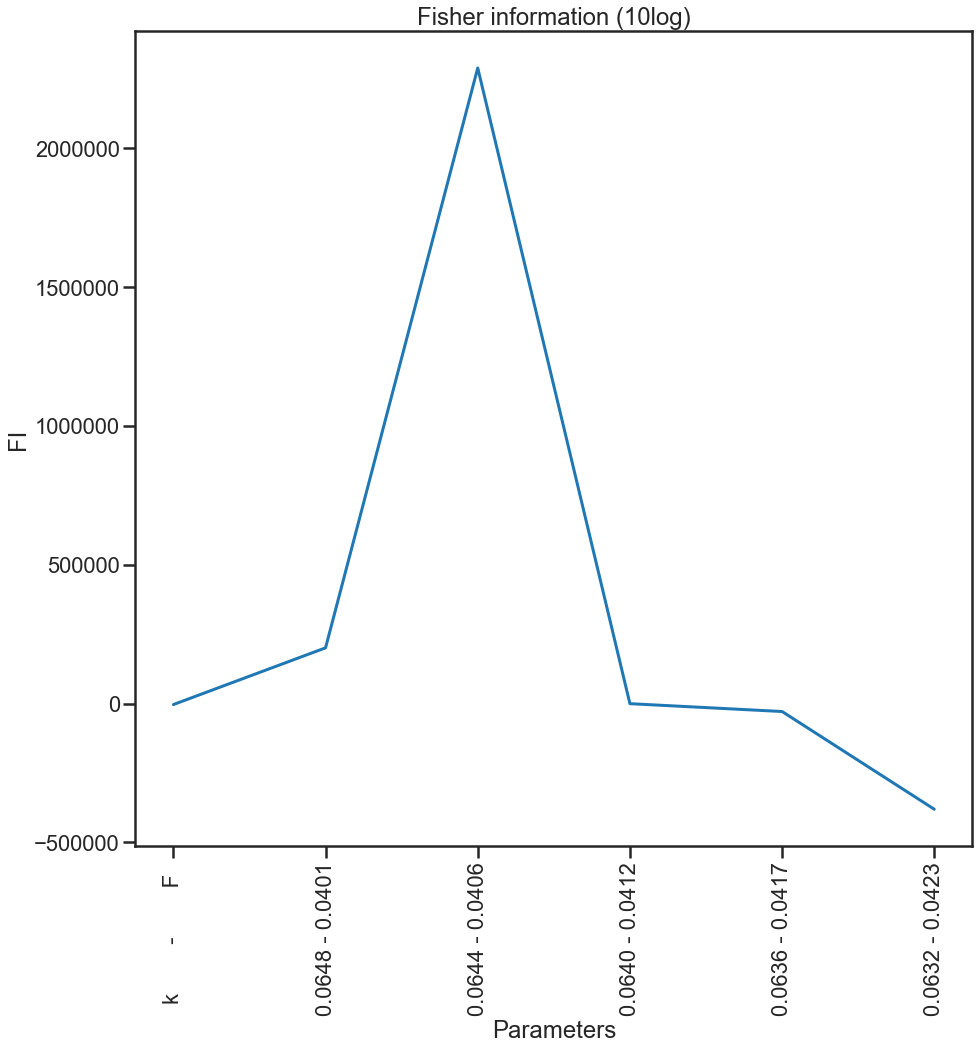 Fisher information (10log)
FI
2000000
1500000
1000000
500000
0
−500000
k - F
0.0648 - 0.0401
0.0644 - 0.0406
0.0640 - 0.0412
0.0636 - 0.0417
0.0632 - 0.0423
Parameters